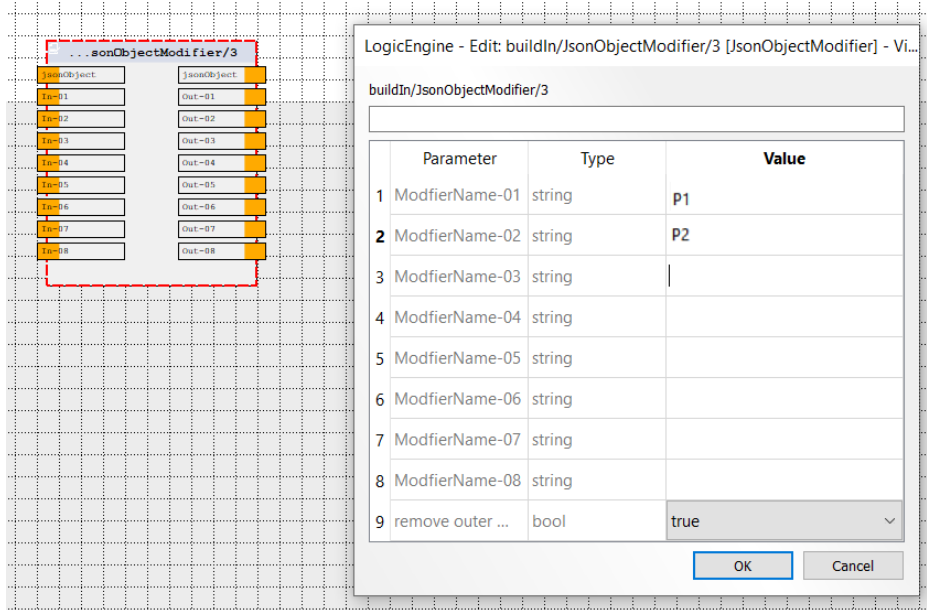 ...sonObjectModifier/3
jsonObject jsonObject
In-01 Out-01
In-02 Out-02
In-03 Out-03
In-04 Out-04
In-05 Out-05
In-06 Out-06
In-07 Out-07
In-08 Out-08
LogicEngine - Edit: buildIn/JsonObjectModifier/3 [JsonObjectModifier] - Vi...
buildIn/JsonObjectModifier/3
Parameter Type Value
1 ModfierName-01 string P1
2 ModfierName-02 string P2
3 ModfierName-03 string
4 ModfierName-04 string
5 ModfierName-05 string
6 ModfierName-06 string
7 ModfierName-07 string
8 ModfierName-08 string
9 remove outer ... bool true
OK Cancel